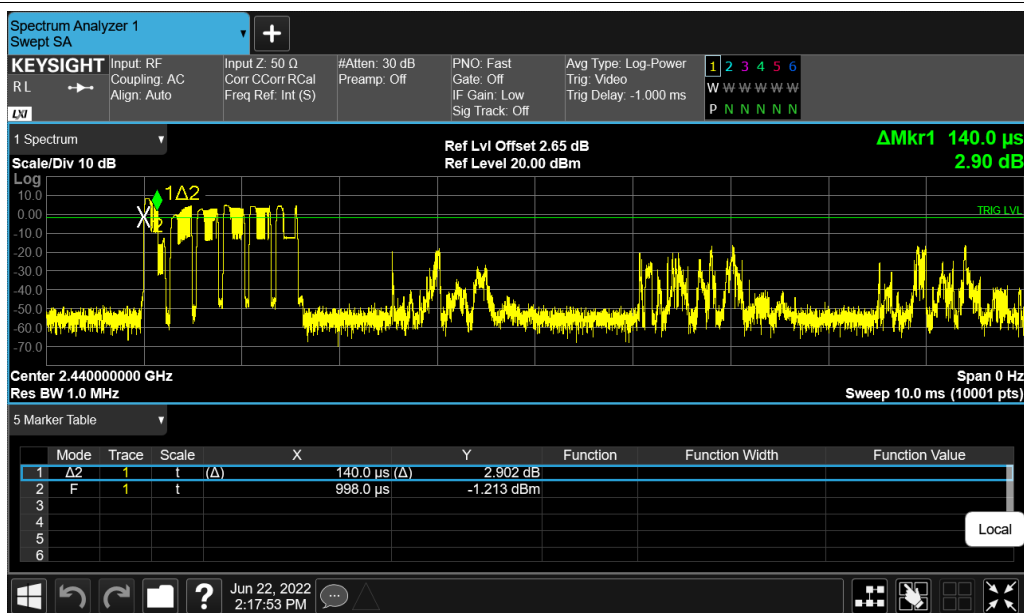 Spectrum Analyzer 1
Swept SA
+
KEYSIGHT Input: RF Input Z: 50 Ω #Atten: 30 dB PNO: Fast Avg Type: Log-Power 1 2 3 4 5 6
R L Coupling: AC Corr CCorr RCal Preamp: Off Gate: Off Trig: Video W W W W W W
Align: Auto Freq Ref: Int (S) IF Gain: Low Trig Delay: -1.000 ms
LXI Sig Track: Off P N N N N N
1 Spectrum
Ref Lvl Offset 2.65 dB ΔMkr1 140.0 µs
Scale/Div 10 dB Ref Level 20.00 dBm 2.90 dB
Log
10.0 1Δ2
0.00 TRIG LVL
2
-10.0
-20.0
-30.0
-40.0
-50.0
-60.0
-70.0
Center 2.440000000 GHz Span 0 Hz
Res BW 1.0 MHz Sweep 10.0 ms (10001 pts)
5 Marker Table
Mode Trace Scale X Y Function Function Width Function Value
1 Δ2 1 t (Δ) 140.0 µs (Δ) 2.902 dB
2 F 1 t 998.0 µs -1.213 dBm
3
4
5
6
Local
? Jun 22, 2022
2:17:53 PM